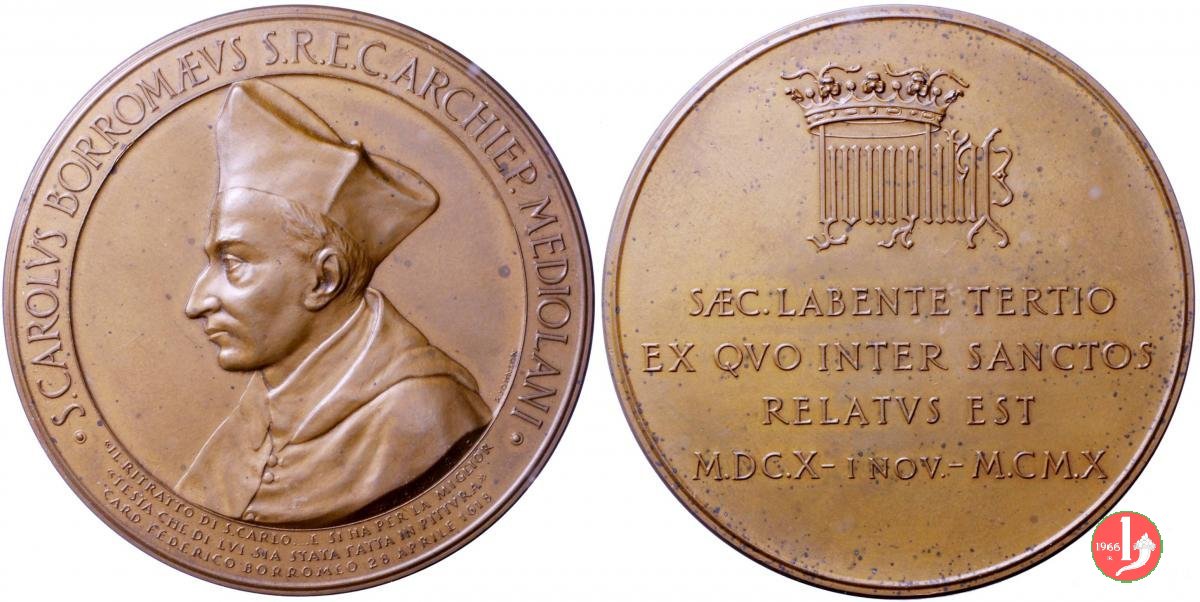 · S. CAROLVS BORROMÆVS S.R.E.C. ARCHIEP. MEDIOLANI ·
S. JOHNSON
«IL RITRATTO DI S. CARLO... E SI HA PER LA MIGLIOR
«TESTA CHE DI LVI SIA STATA FATTA IN PITTVRA.»
CARD. FEDERICO BORROMEO 28 APRILE 1618
SÆC. LABENTE TERTIO
EX QVO INTER SANCTOS
RELATVS EST
M.DC.X - I NOV. - M.CM.X
1966